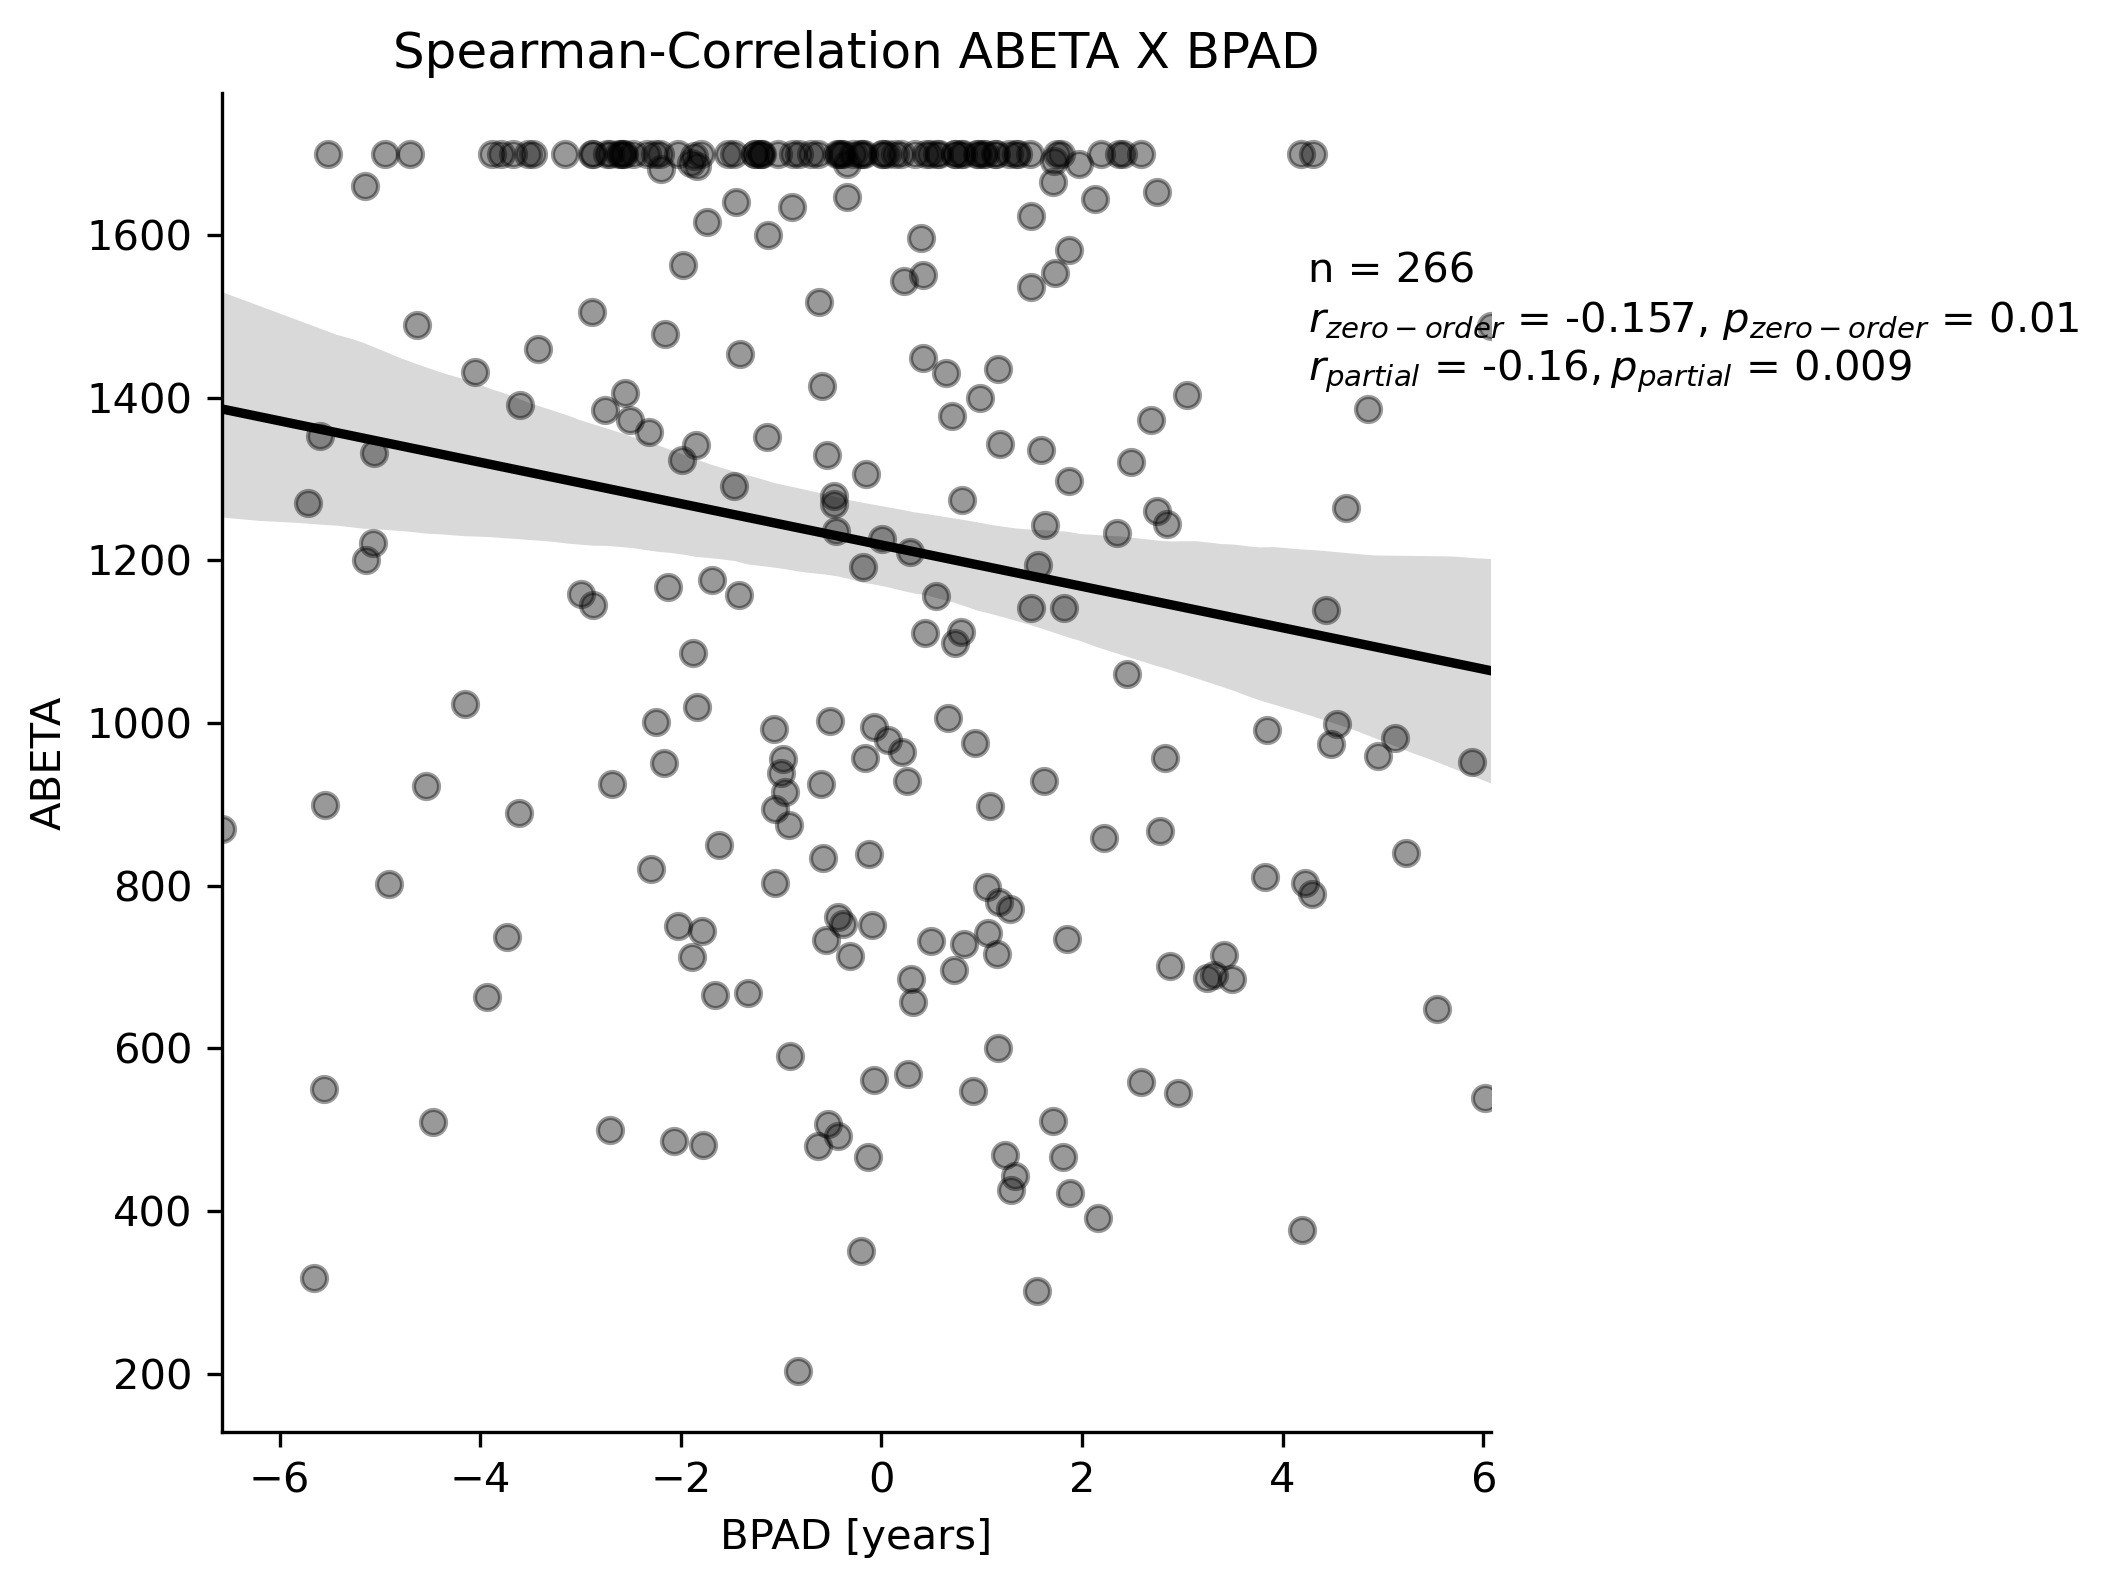 Spearman-Correlation ABETA X BPAD
1600
1400
1200
1000
800
600
400
200
ABETA
n = 266
r_zero−order = -0.157, p_zero−order = 0.01
r_partial = -0.16, p_partial = 0.009
−6 −4 −2 0 2 4 6
BPAD [years]